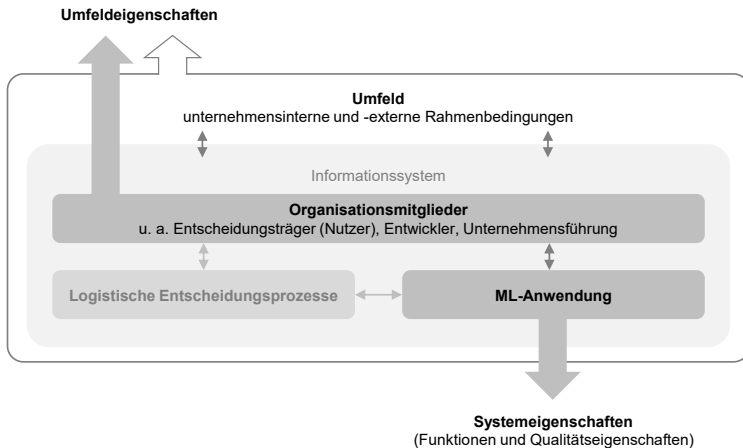 Umfeldeigenschaften
Umfeld
unternehmensinterne und -externe Rahmenbedingungen
Informationssystem
Organisationsmitglieder
u. a. Entscheidungsträger (Nutzer), Entwickler, Unternehmensführung
Logistische Entscheidungsprozesse
ML-Anwendung
Systemeigenschaften
(Funktionen und Qualitätseigenschaften)